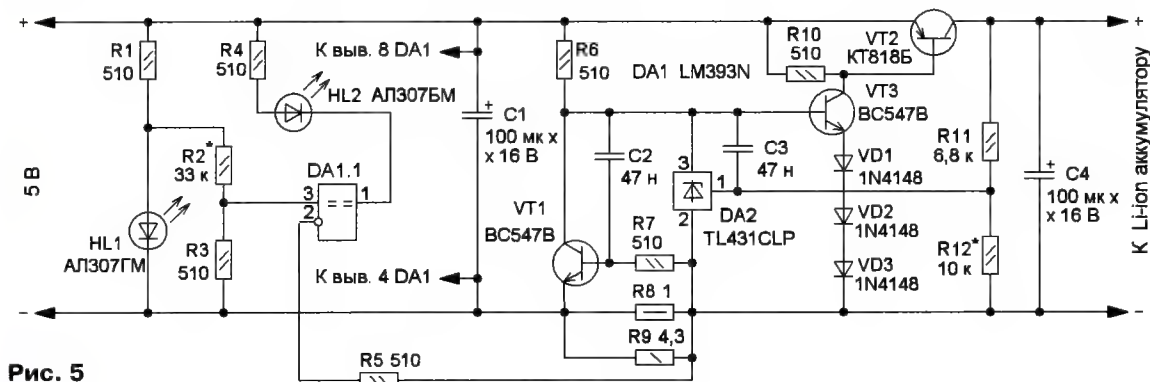 +
R1
510
R4
510
К выв. 8 DA1
HL2 АЛ307БМ
R2*
33 к
DA1.1
3
2
= =
1
5 В
HL1
АЛ307ГМ
R3
510
К выв. 4 DA1
+
C1
100 мк х
х 16 В
R6
510
DA1 LM393N
R10
510
VT2
КТ818Б
VT3
BC547B
C2
47 н
3
1
2
C3
47 н
DA2
TL431CLP
VT1
BC547B
R7
510
R8 1
R9 4,3
VD1
1N4148
VD2
1N4148
VD3
1N4148
R11
6,8 к
R12*
10 к
+
C4
100 мк х
х 16 В
+
К Li-ion аккумулятору
−
−
R5 510
Рис. 5